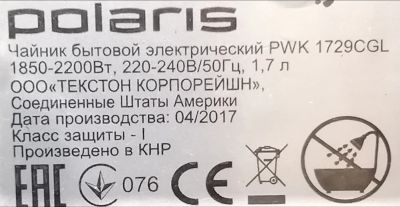 polaris
Чайник бытовой электрический PWK 1729CGL
1850-2200Вт, 220-240В/50Гц, 1,7 л
ООО«ТЕКСТОН КОРПОРЕЙШН»,
Соединенные Штаты Америки
Дата производства: 04/2017
Класс защиты - I
Произведено в КНР
EAC 076 CE